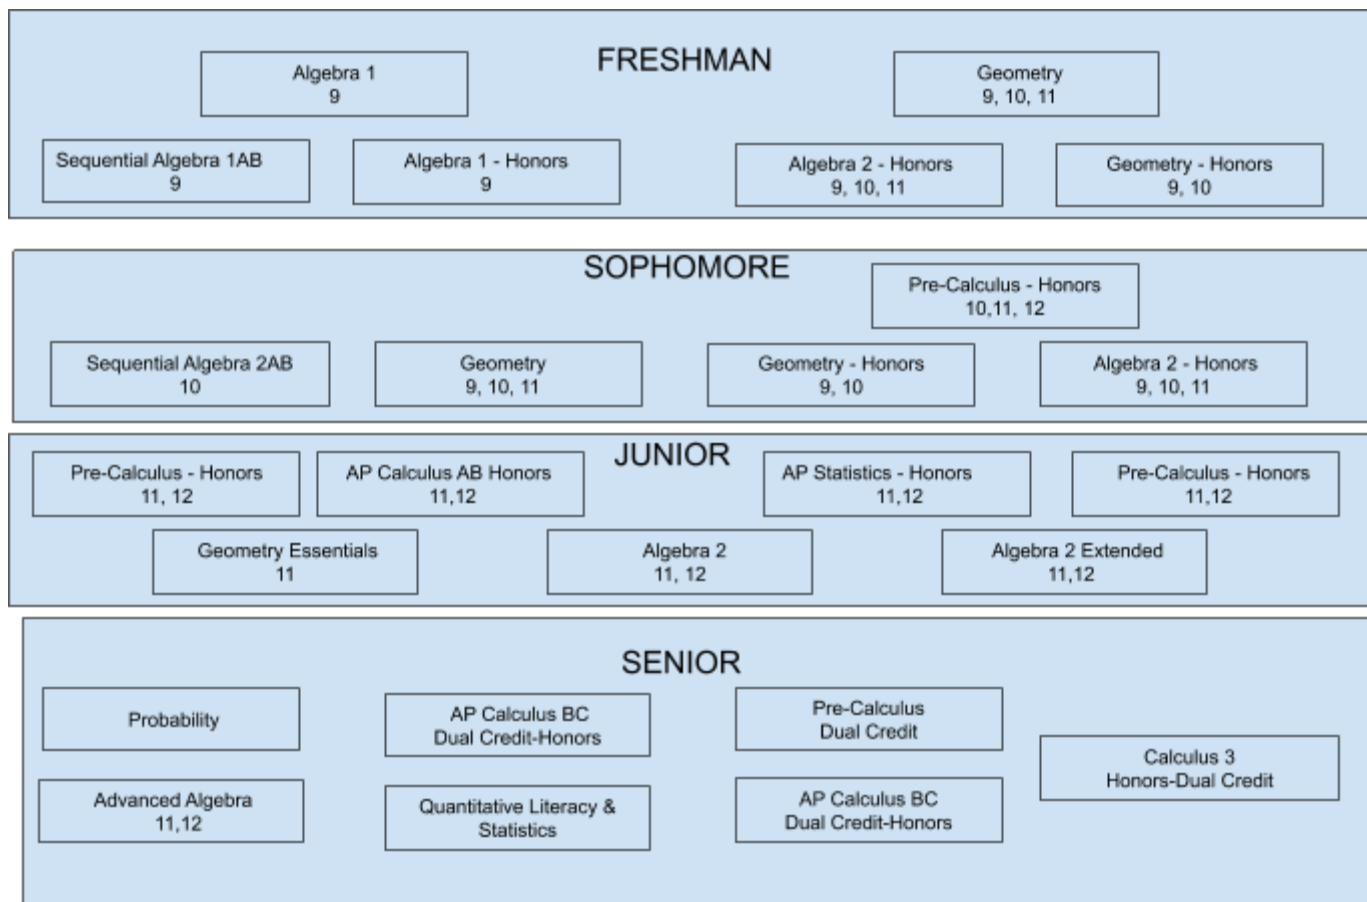 FRESHMAN
Algebra 1
9
Geometry
9, 10, 11
Sequential Algebra 1AB
9
Algebra 1 - Honors
9
Algebra 2 - Honors
9, 10, 11
Geometry - Honors
9, 10
SOPHOMORE
Pre-Calculus - Honors
10,11, 12
Sequential Algebra 2AB
10
Geometry
9, 10, 11
Geometry - Honors
9, 10
Algebra 2 - Honors
9, 10, 11
JUNIOR
Pre-Calculus - Honors
11, 12
AP Calculus AB Honors
11,12
AP Statistics - Honors
11,12
Pre-Calculus - Honors
11,12
Geometry Essentials
11
Algebra 2
11, 12
Algebra 2 Extended
11,12
SENIOR
Probability
AP Calculus BC
Dual Credit-Honors
Pre-Calculus
Dual Credit
Calculus 3
Honors-Dual Credit
Advanced Algebra
11,12
Quantitative Literacy &
Statistics
AP Calculus BC
Dual Credit-Honors